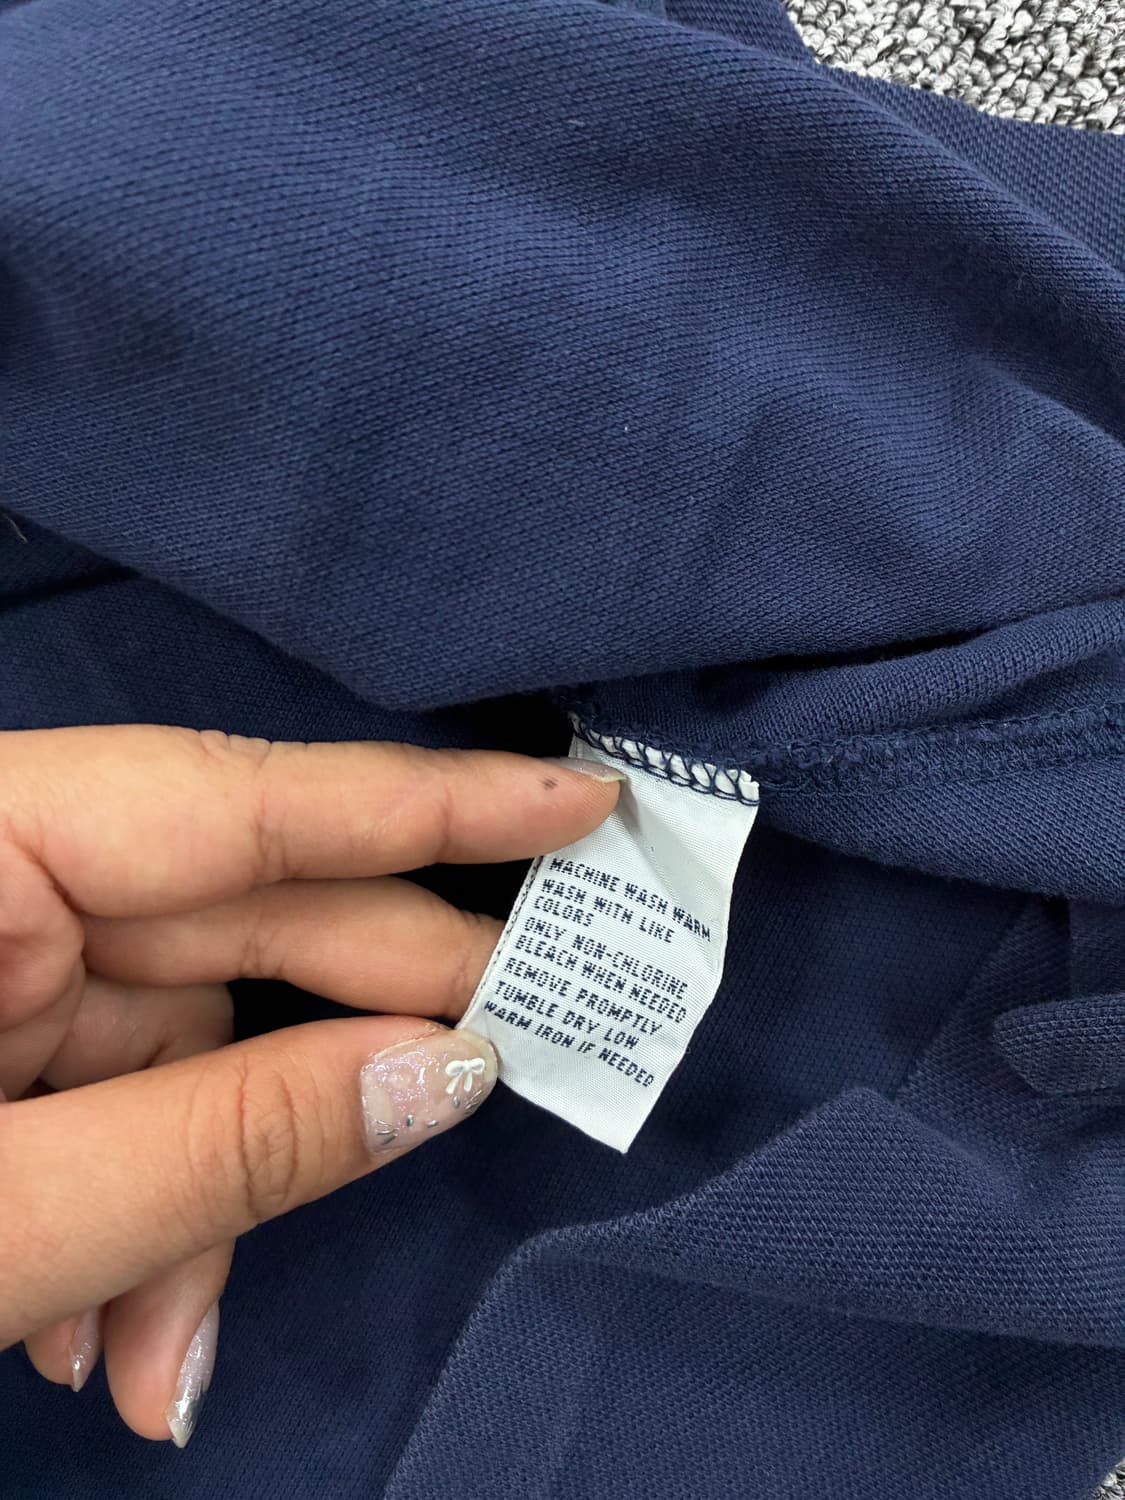 MACHINE WASH WARM
WASH WITH LIKE
COLORS
ONLY NON-CHLORINE
BLEACH WHEN NEEDED
REMOVE PROMPTLY
TUMBLE DRY LOW
WARM IRON IF NEEDED